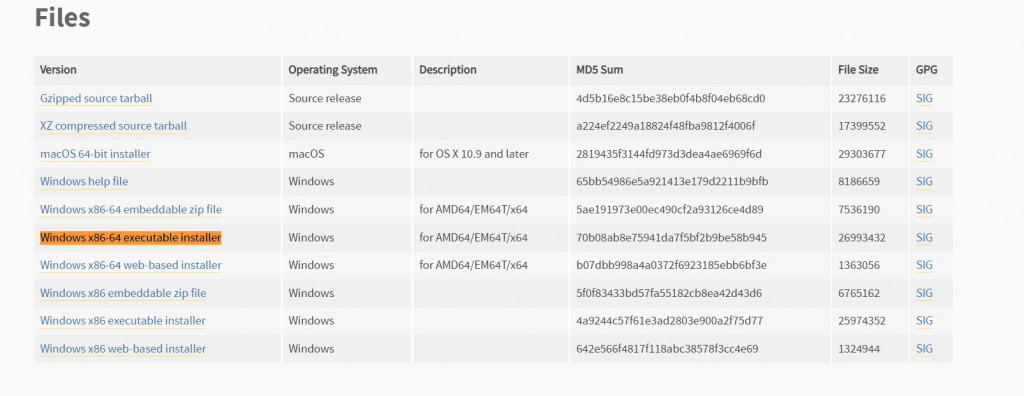 Files
Version Operating System Description MD5 Sum File Size GPG
Gzipped source tarball Source release 4d5b16e8c15be38eb0f4b8f04eb68cd0 23276116 SIG
XZ compressed source tarball Source release a224ef2249a18824f48fba9812f4006f 17399552 SIG
macOS 64-bit installer macOS for OS X 10.9 and later 2819435f3144fd973d3dea4ae6969f6d 29303677 SIG
Windows help file Windows 65bb54986e5a921413e179d2211b9bfb 8186659 SIG
Windows x86-64 embeddable zip file Windows for AMD64/EM64T/x64 5ae191973e00ec490cf2a93126ce4d89 7536190 SIG
Windows x86-64 executable installer Windows for AMD64/EM64T/x64 70b08ab8e75941da7f5bf2b9be58b945 26993432 SIG
Windows x86-64 web-based installer Windows for AMD64/EM64T/x64 b07dbb998a4a0372f6923185ebb6bf3e 1363056 SIG
Windows x86 embeddable zip file Windows 5f0f83433bd57fa55182cb8ea42d43d6 6765162 SIG
Windows x86 executable installer Windows 4a9244c57f61e3ad2803e900a2f75d77 25974352 SIG
Windows x86 web-based installer Windows 642e566f4817f118abc38578f3cc4e69 1324944 SIG